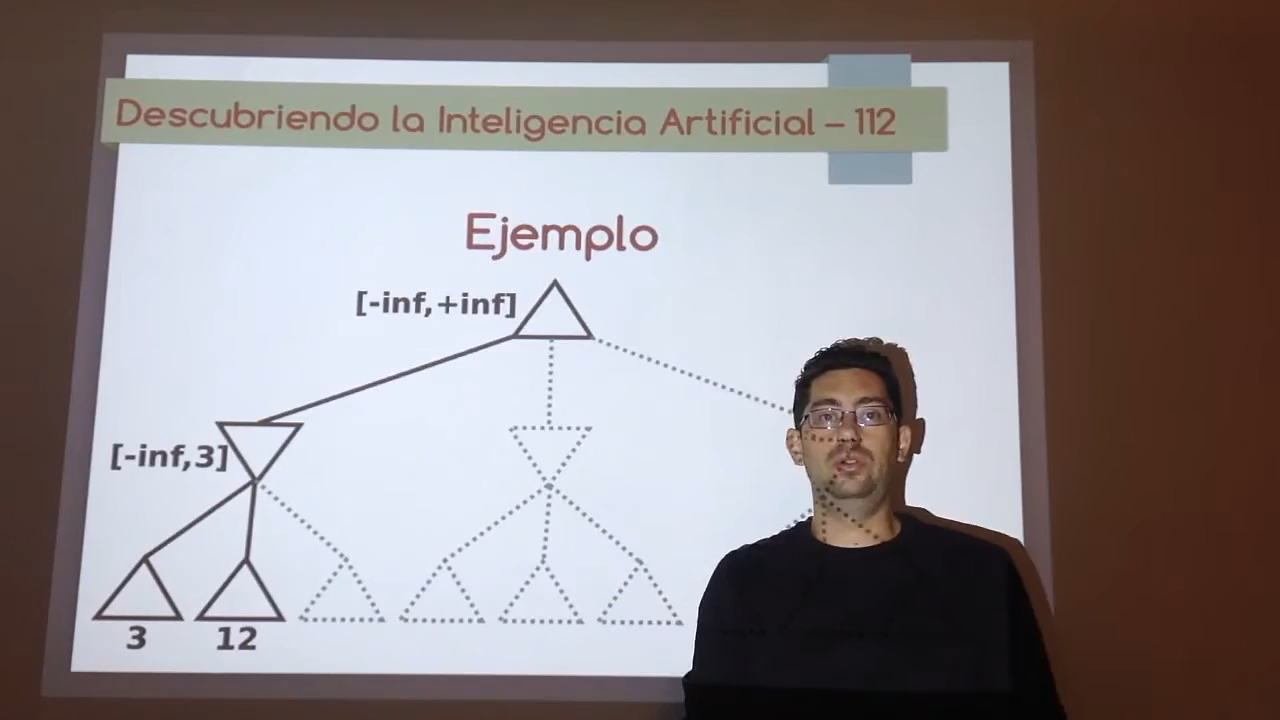 Descubriendo la Inteligencia Artificial – 112
Ejemplo
[-inf,+inf]
[-inf,3]
3 12